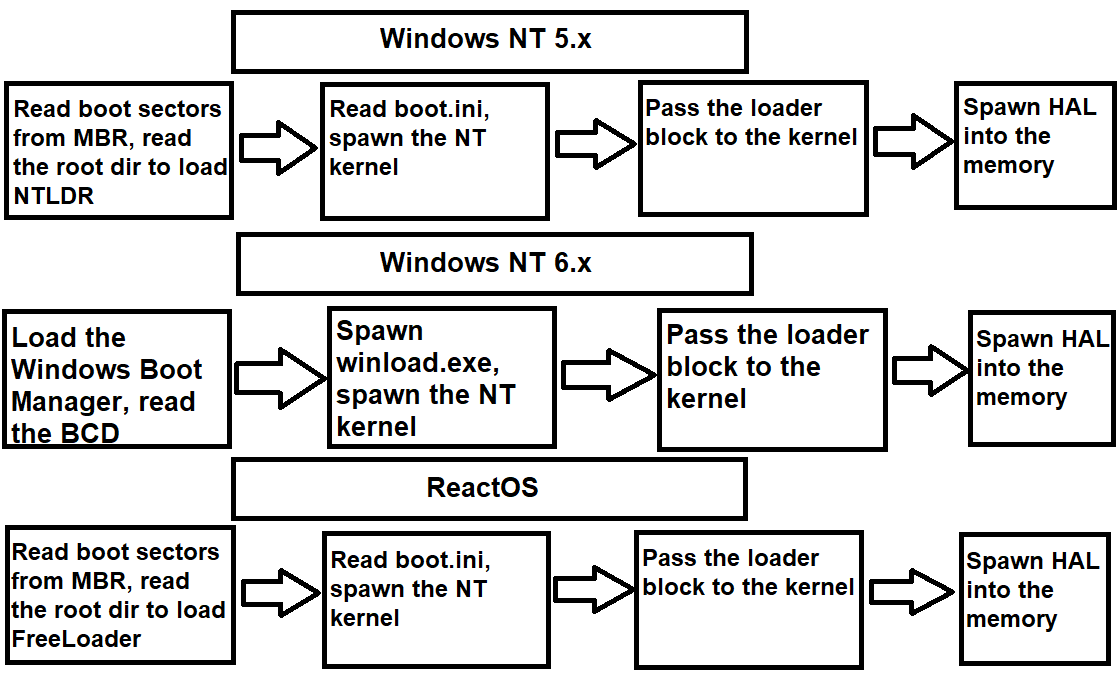 Windows NT 5.x
Read boot sectors
from MBR, read
the root dir to load
NTLDR
Read boot.ini,
spawn the NT
kernel
Pass the loader
block to the kernel
Spawn HAL
into the
memory
Windows NT 6.x
Load the
Windows Boot
Manager, read
the BCD
Spawn
winload.exe,
spawn the NT
kernel
Pass the loader
block to the
kernel
Spawn HAL
into the
memory
ReactOS
Read boot sectors
from MBR, read
the root dir to load
FreeLoader
Read boot.ini,
spawn the NT
kernel
Pass the loader
block to the kernel
Spawn HAL
into the
memory